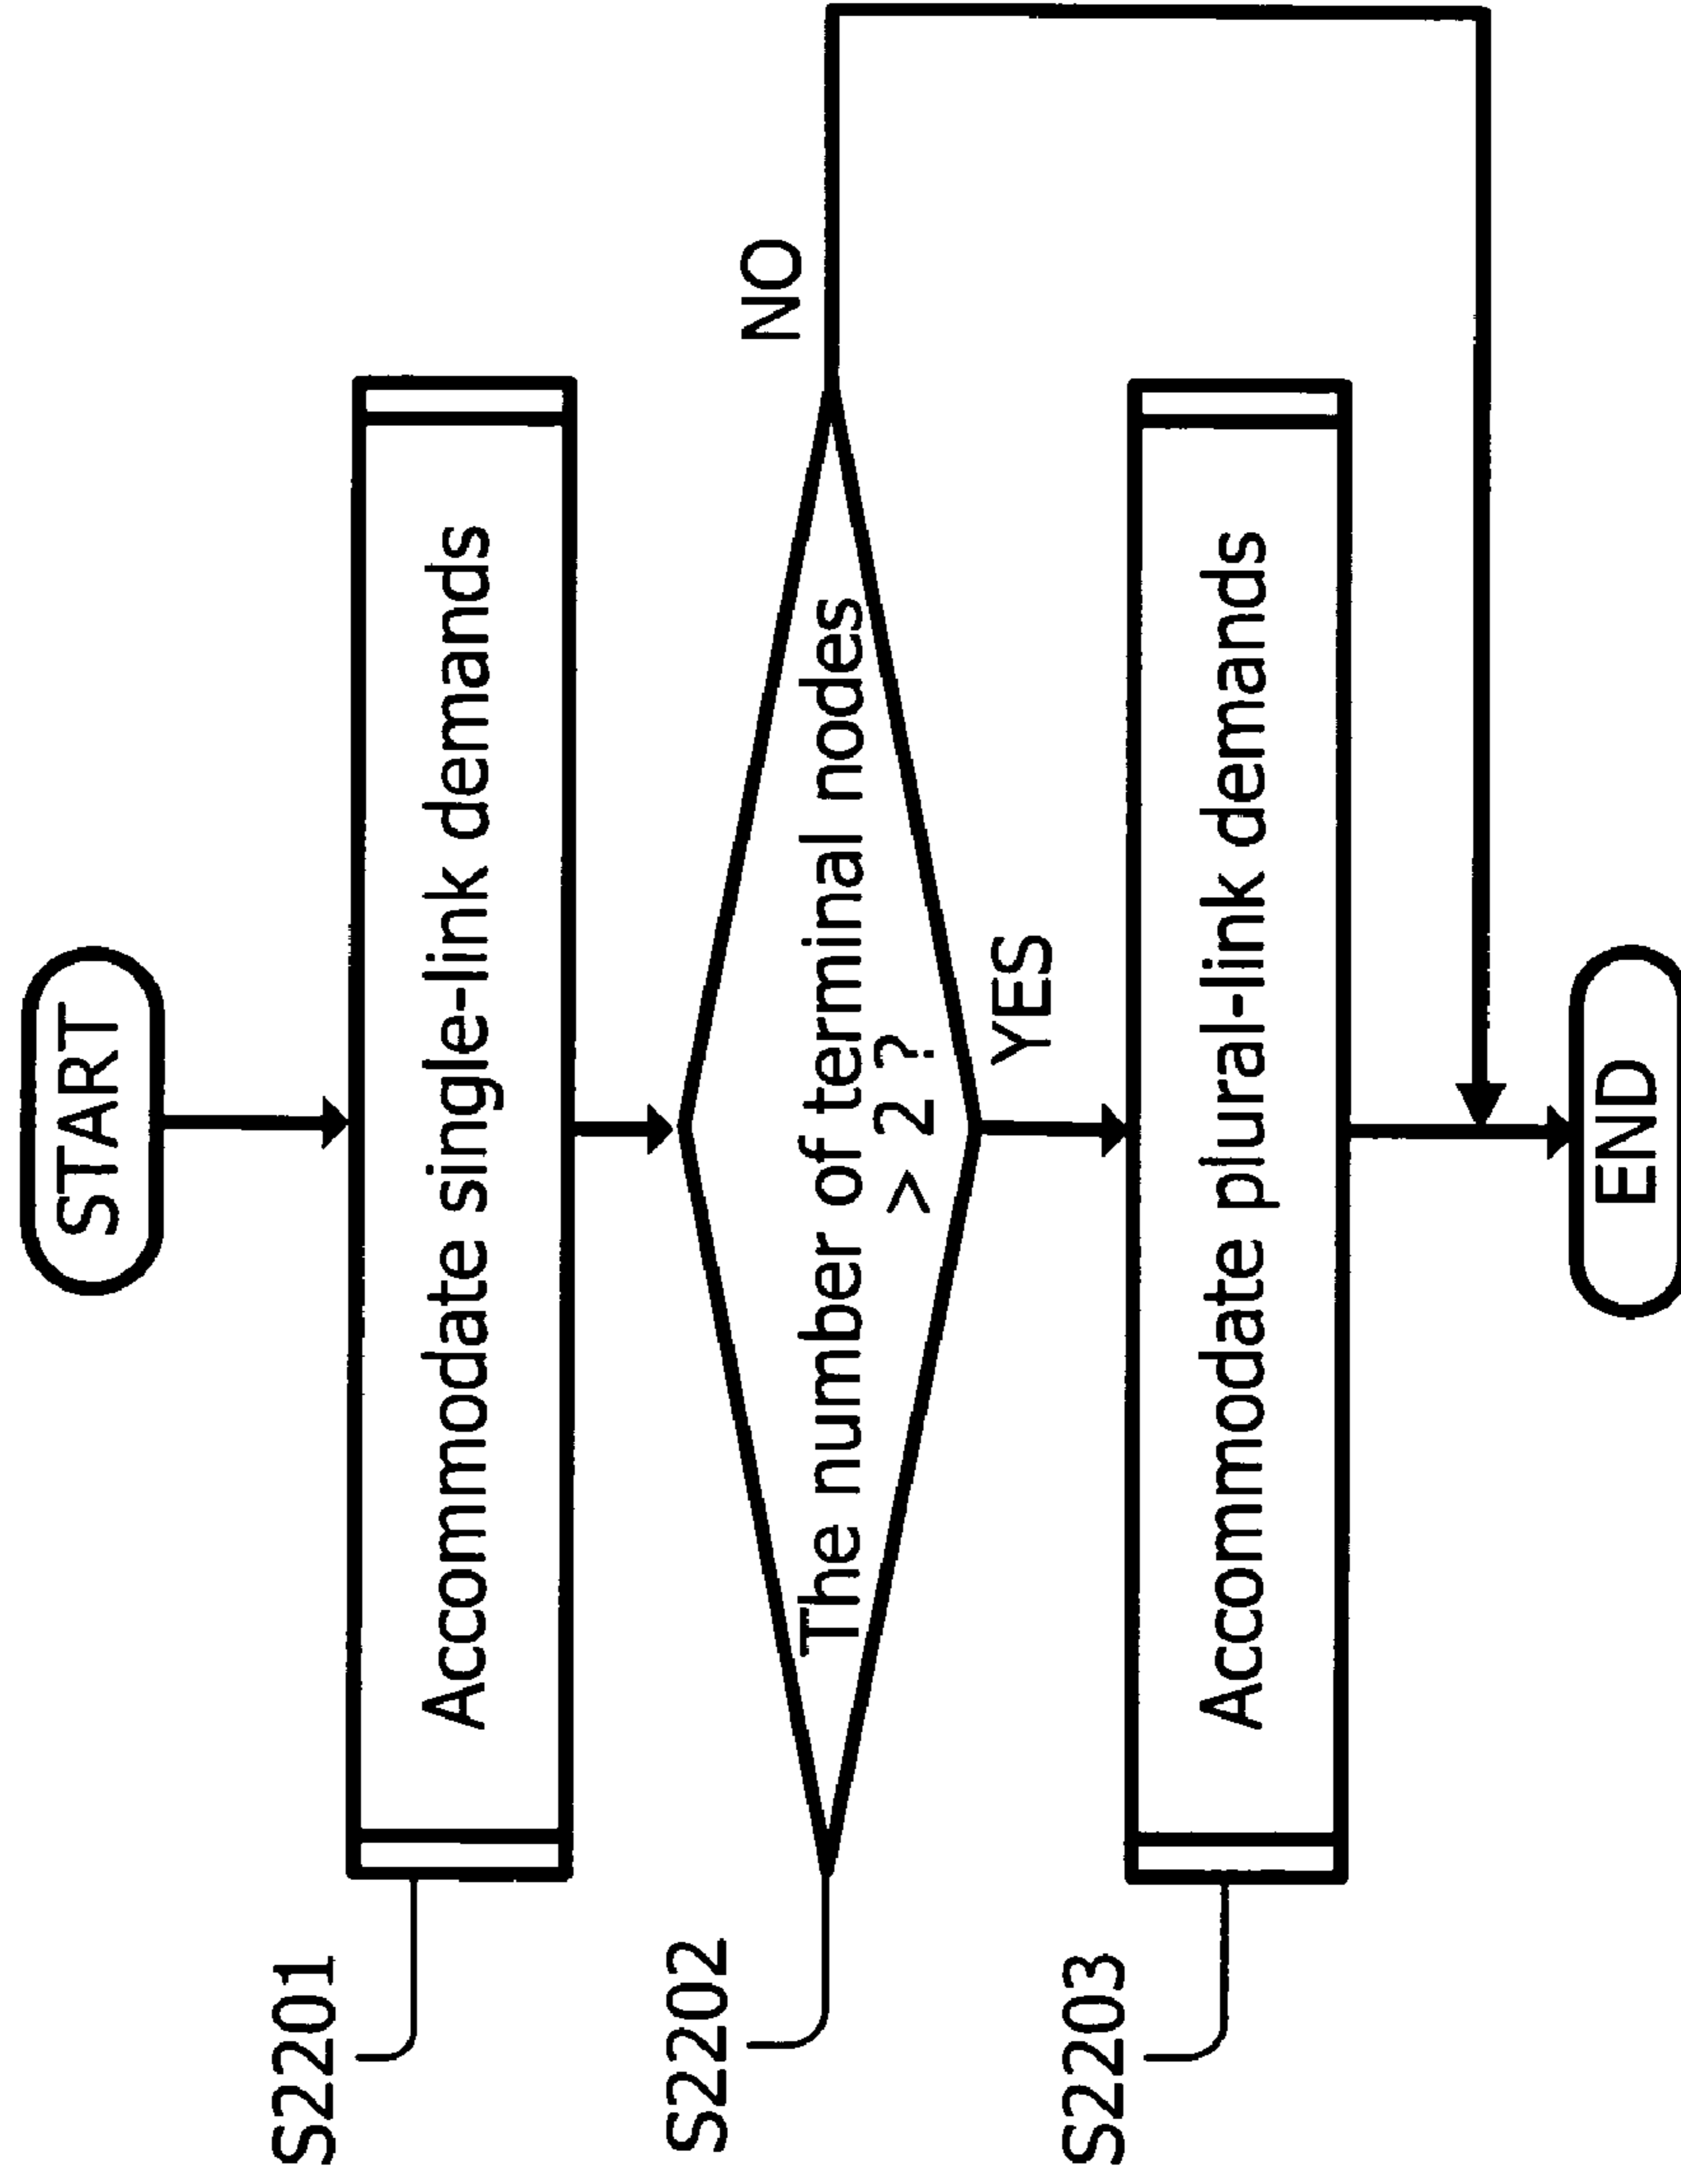 START
S2201
Accommodate single-link demands
S2202
The number of terminal nodes
> 2 ?
NO
YES
S2203
Accommodate plural-link demands
END